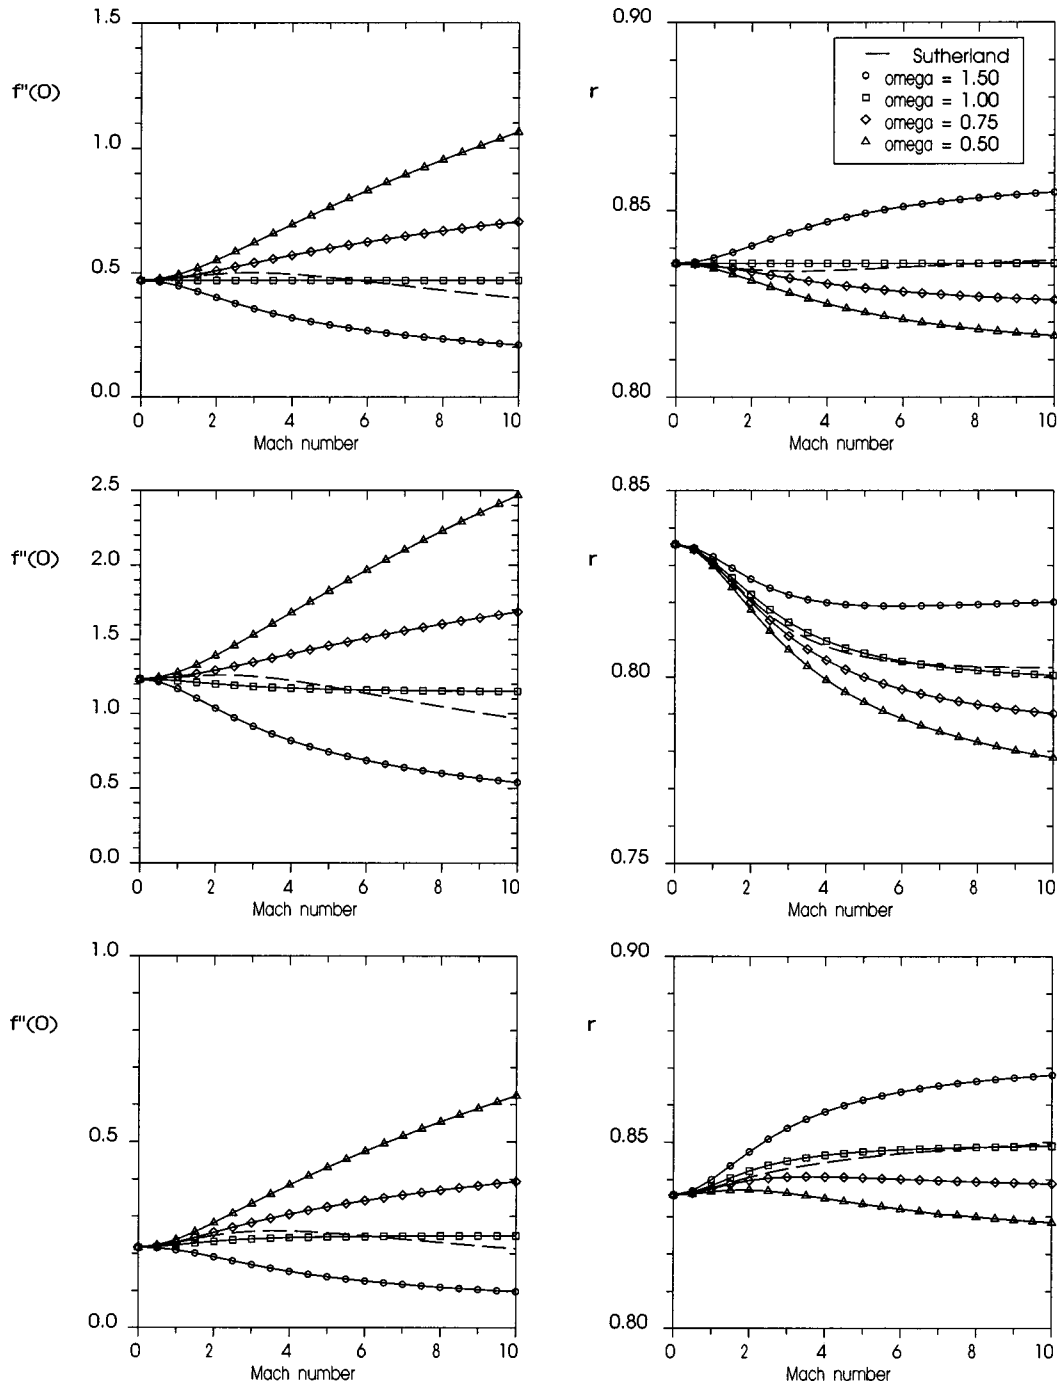 1.5
f"(0)
1.0
0.5
0.0
0 2 4 6 8 10
Mach number
0.90
r
Sutherland
omega = 1.50
omega = 1.00
omega = 0.75
omega = 0.50
0.85
0.80
0 2 4 6 8 10
Mach number
2.5
f"(0)
2.0
1.5
1.0
0.5
0.0
0 2 4 6 8 10
Mach number
0.85
r
0.80
0.75
0 2 4 6 8 10
Mach number
1.0
f"(0)
0.5
0.0
0 2 4 6 8 10
Mach number
0.90
r
0.85
0.80
0 2 4 6 8 10
Mach number